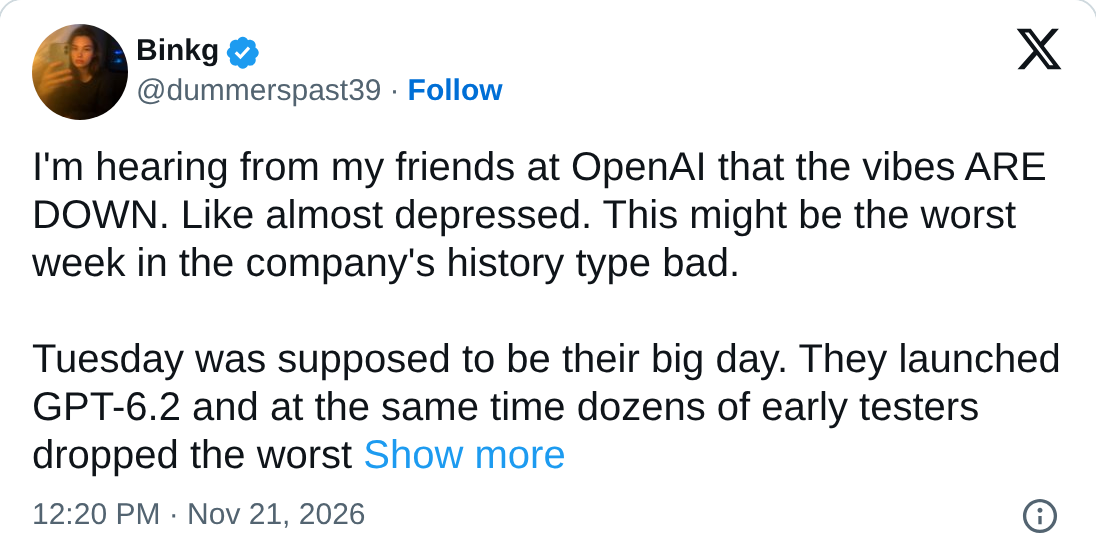 Binkg
@dummerspast39 · Follow
I'm hearing from my friends at OpenAI that the vibes ARE
DOWN. Like almost depressed. This might be the worst
week in the company's history type bad.
Tuesday was supposed to be their big day. They launched
GPT-6.2 and at the same time dozens of early testers
dropped the worst Show more
12:20 PM · Nov 21, 2026